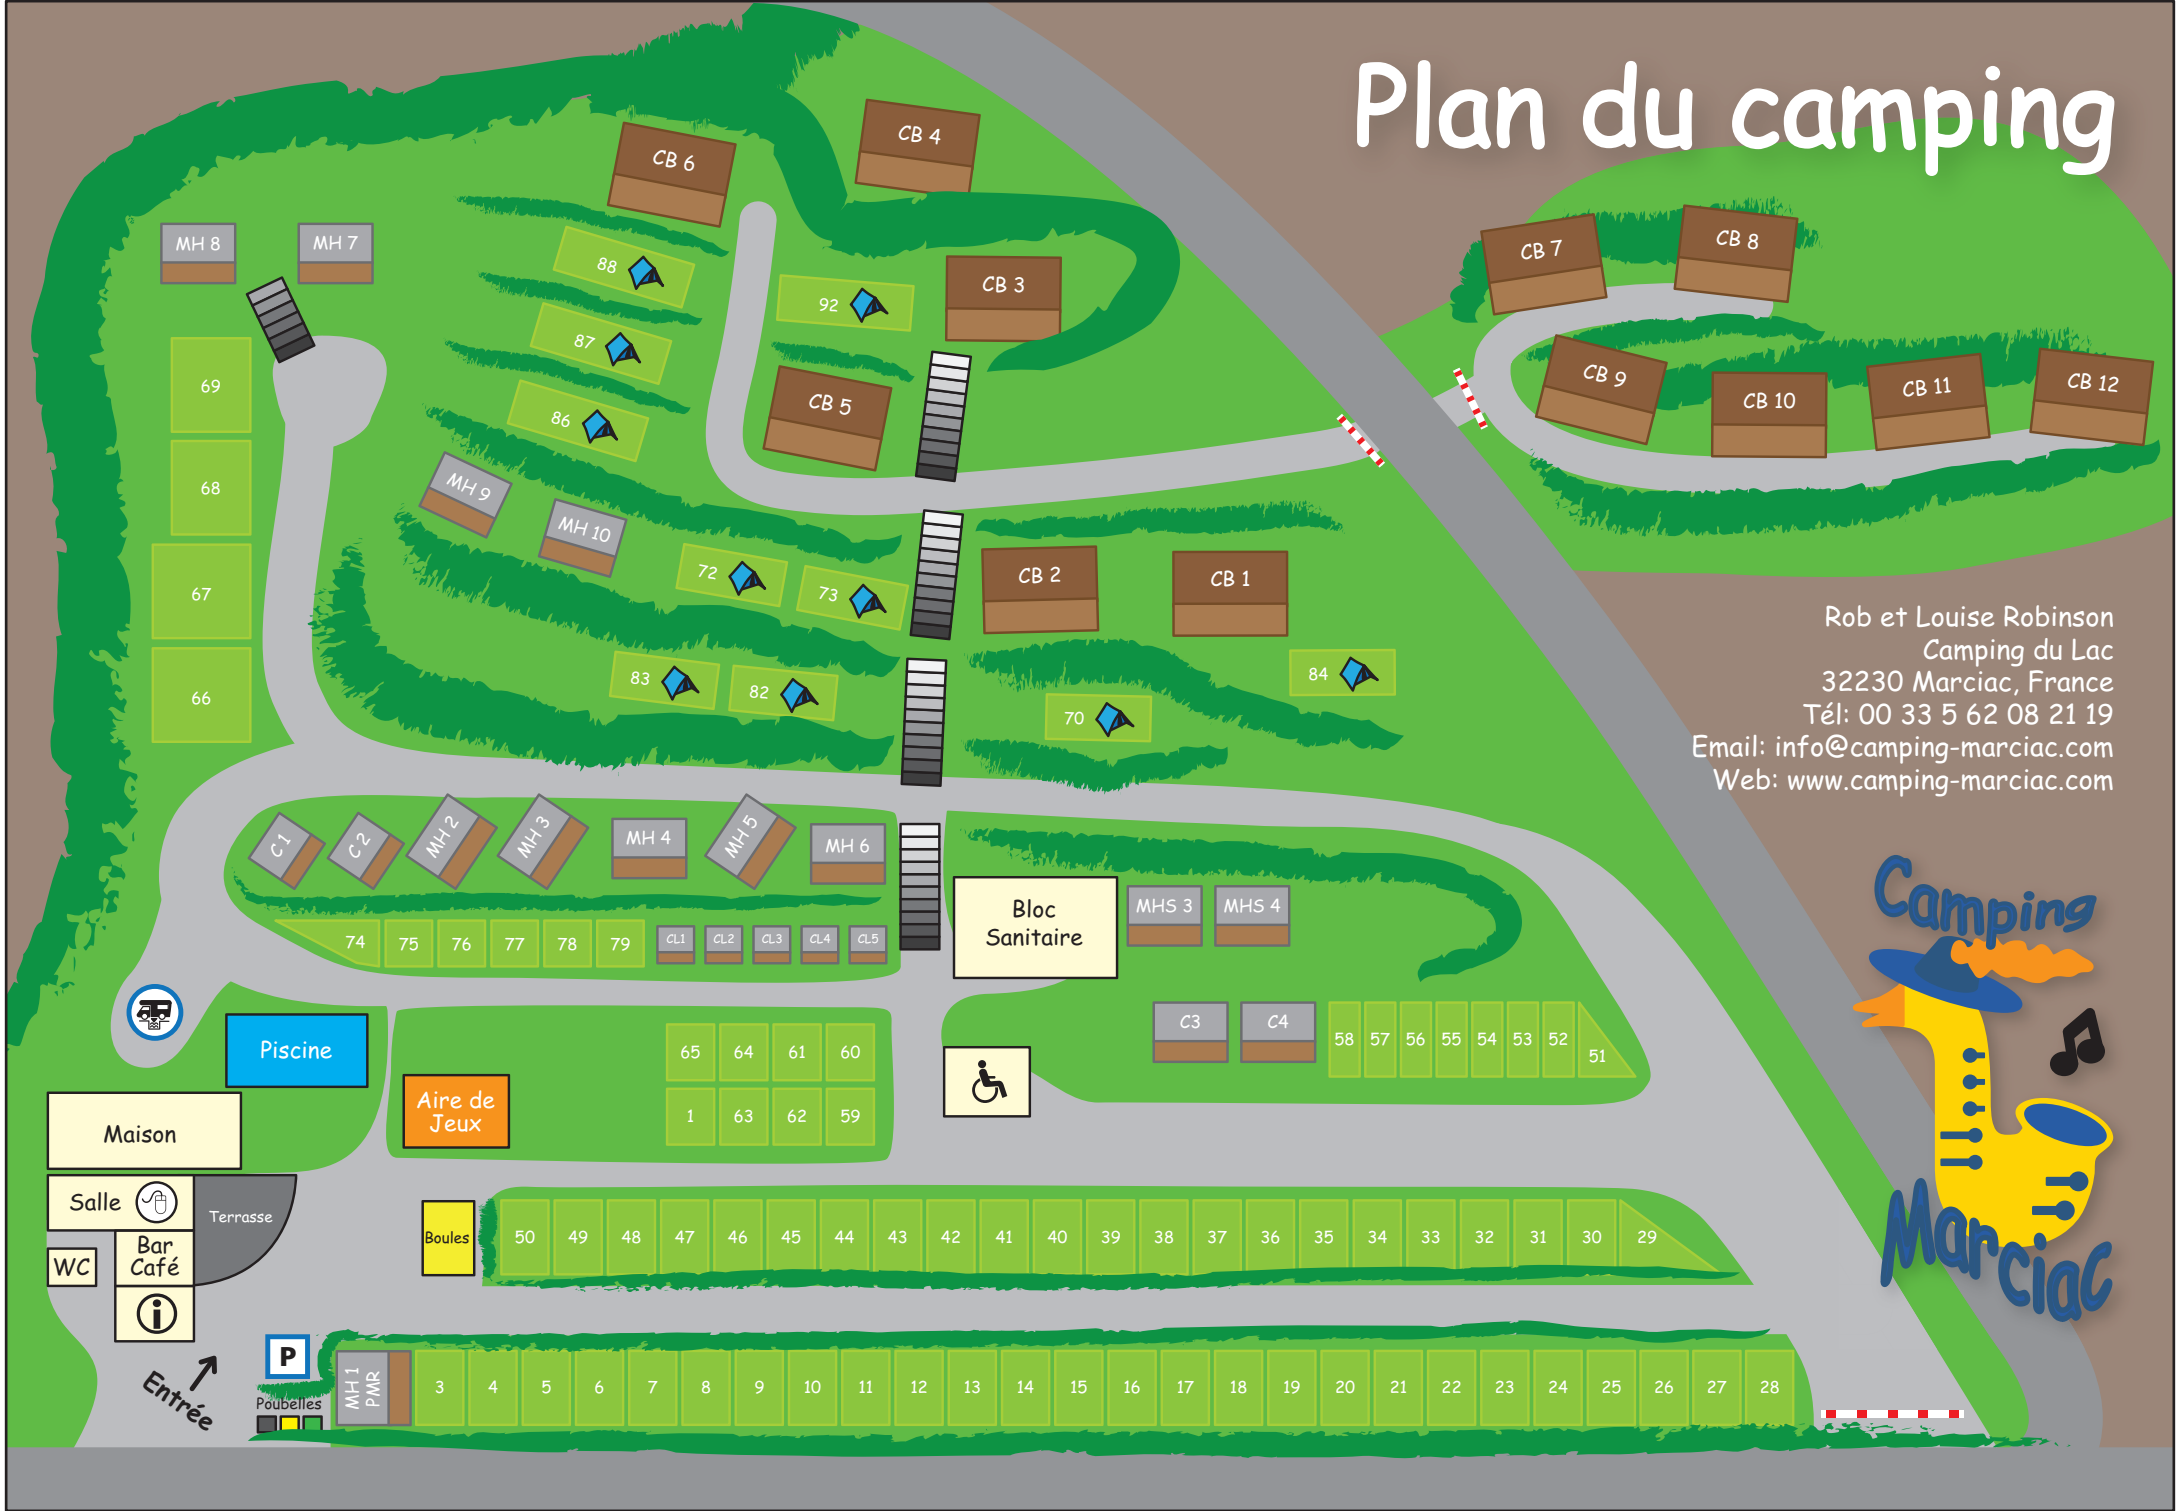 Plan du camping
CB 4
CB 6
CB 7
CB 8
MH 8
MH 7
88
92
CB 3
87
CB 9
CB 10
CB 11
CB 12
69
86
CB 5
68
MH 9
MH 10
72
73
CB 2
CB 1
67
66
83
82
84
70
Rob et Louise Robinson
Camping du Lac
32230 Marciac, France
Tél: 00 33 5 62 08 21 19
Email: info@camping-marciac.com
Web: www.camping-marciac.com
C 1
C 2
MH 2
MH 3
MH 4
MH 5
MH 6
74
75
76
77
78
79
CL1
CL2
CL3
CL4
CL5
Bloc
Sanitaire
MHS 3
MHS 4
Camping
Marciac
C3
C4
58
57
56
55
54
53
52
51
Piscine
65
64
61
60
Aire de
Jeux
1
63
62
59
Maison
Salle
Terrasse
Bar
Café
WC
i
Boules
50
49
48
47
46
45
44
43
42
41
40
39
38
37
36
35
34
33
32
31
30
29
Entrée
P
Poubelles
MH 1
PMR
3
4
5
6
7
8
9
10
11
12
13
14
15
16
17
18
19
20
21
22
23
24
25
26
27
28